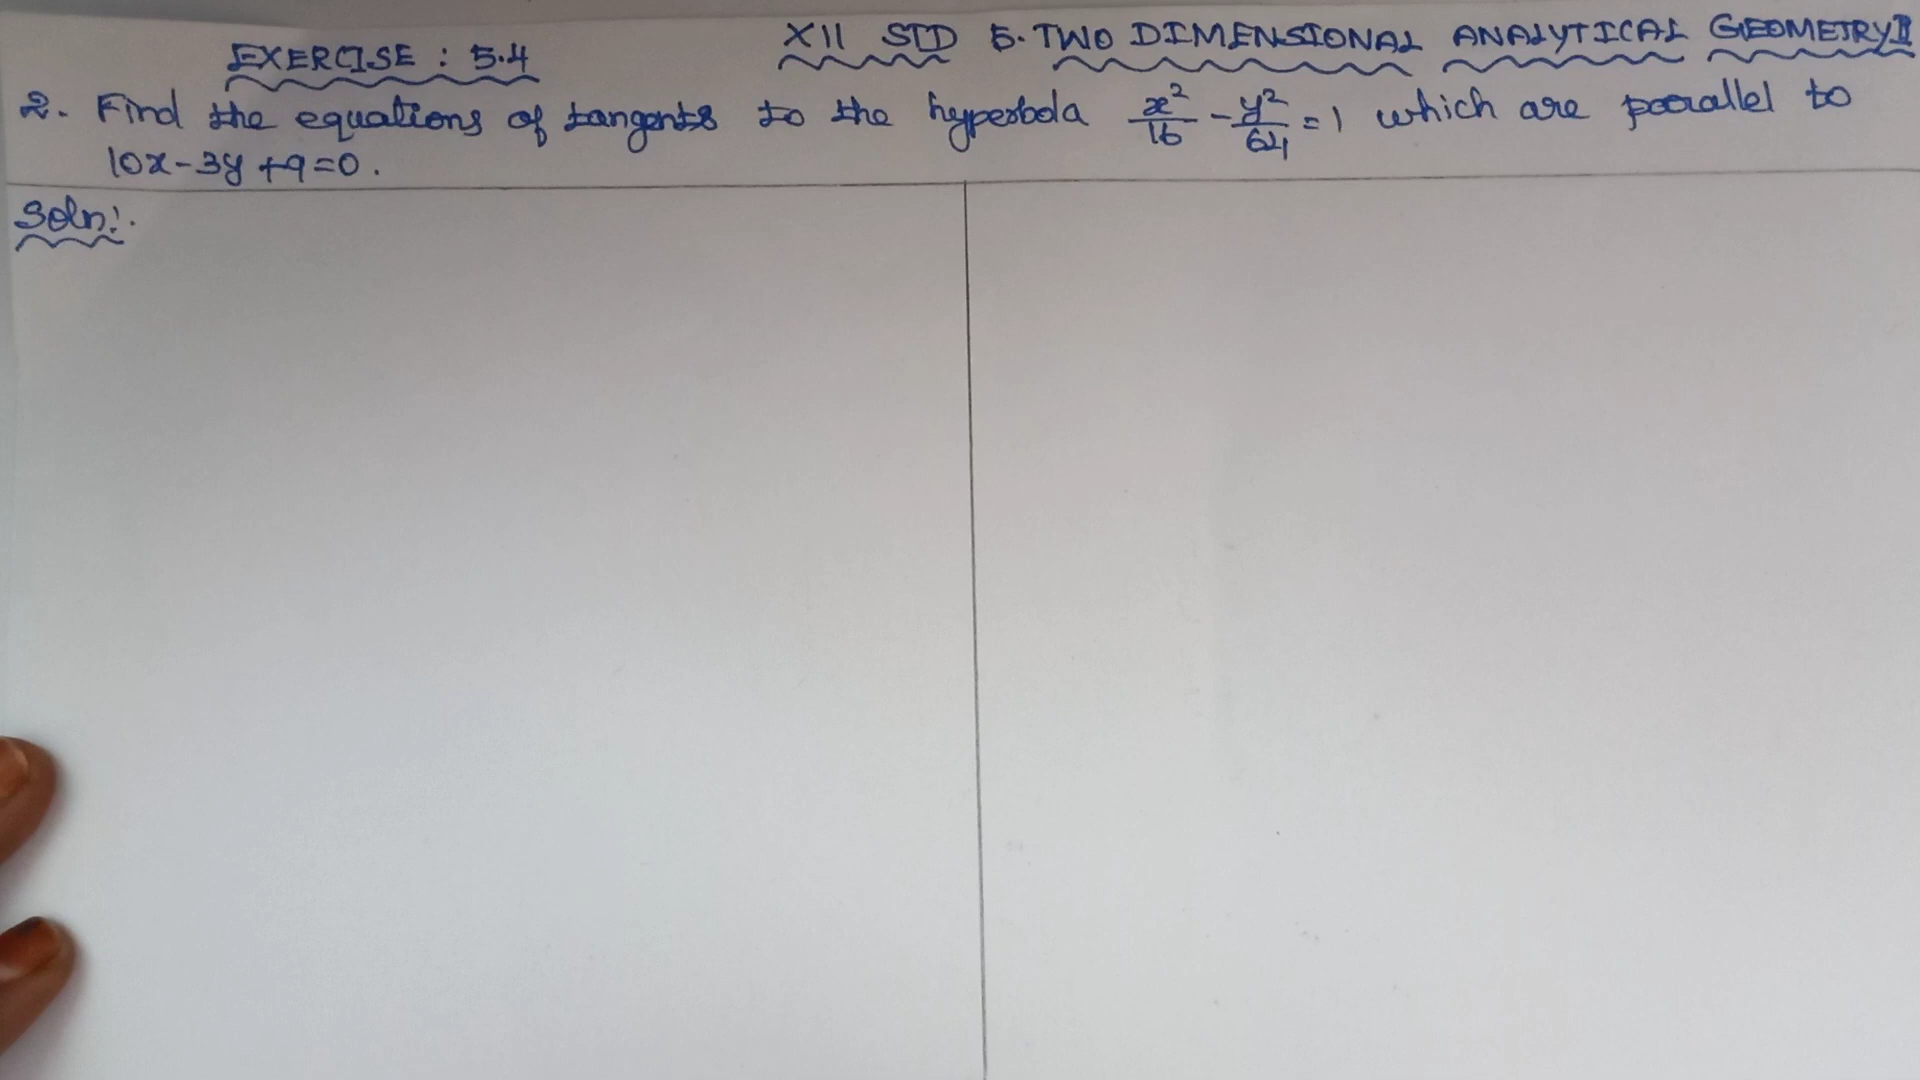 EXERCISE : 5.4 XII STD 5. TWO DIMENSIONAL ANALYTICAL GEOMETRY II
2. Find the equations of tangents to the hyperbola x²/16 - y²/64 = 1 which are parallel to
10x - 3y + 9 = 0.
Soln: